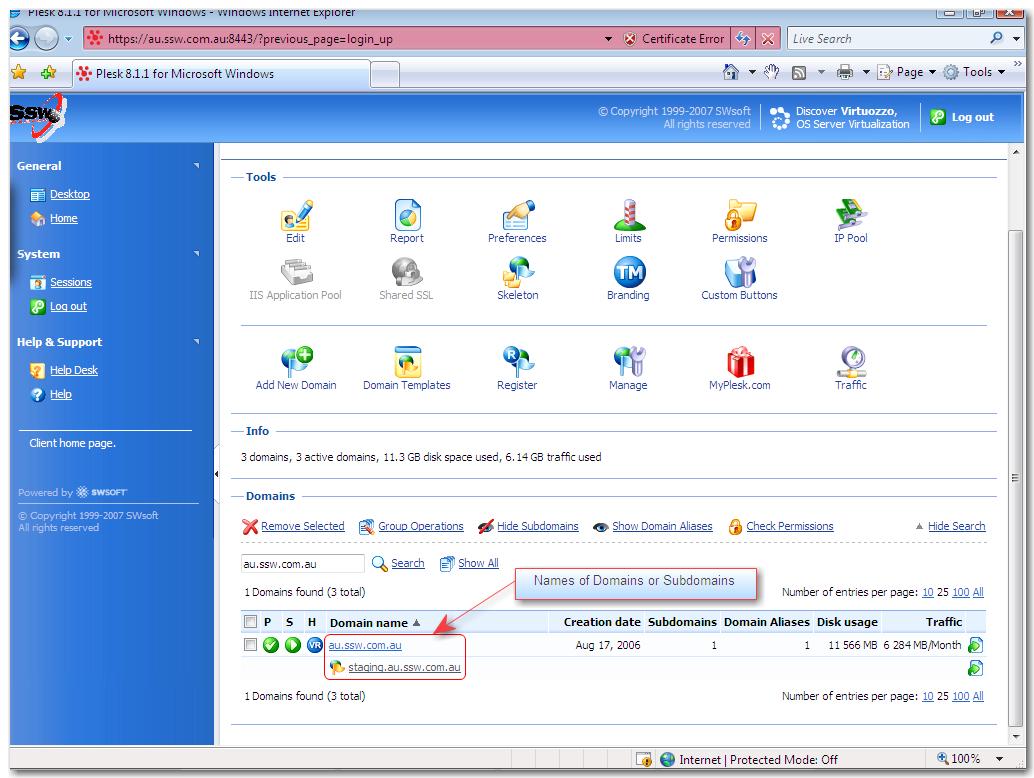 Plesk 8.1.1 for Microsoft Windows - Windows Internet Explorer
https://au.ssw.com.au:8443/?previous_page=login_up
Certificate Error
Live Search
Plesk 8.1.1 for Microsoft Windows
Page
Tools
SSW
© Copyright 1999-2007 SWsoft
All rights reserved
Discover Virtuozzo,
OS Server Virtualization
Log out
General
Desktop
Home
System
Sessions
Log out
Help & Support
Help Desk
Help
Client home page.
Powered by SWSOFT
© Copyright 1999-2007 SWsoft
All rights reserved
Tools
Edit Report Preferences Limits Permissions IP Pool
IIS Application Pool Shared SSL Skeleton TM Branding Custom Buttons
Add New Domain Domain Templates R Register Manage MyPlesk.com Traffic
Info
3 domains, 3 active domains, 11.3 GB disk space used, 6.14 GB traffic used
Domains
Remove Selected Group Operations Hide Subdomains Show Domain Aliases Check Permissions Hide Search
au.ssw.com.au Search Show All
Names of Domains or Subdomains
1 Domains found (3 total) Number of entries per page: 10 25 100 All
P S H Domain name Creation date Subdomains Domain Aliases Disk usage Traffic
VR au.ssw.com.au Aug 17, 2006 1 1 11 566 MB 6 284 MB/Month
staging.au.ssw.com.au
1 Domains found (3 total) Number of entries per page: 10 25 100 All
Internet | Protected Mode: Off
100%